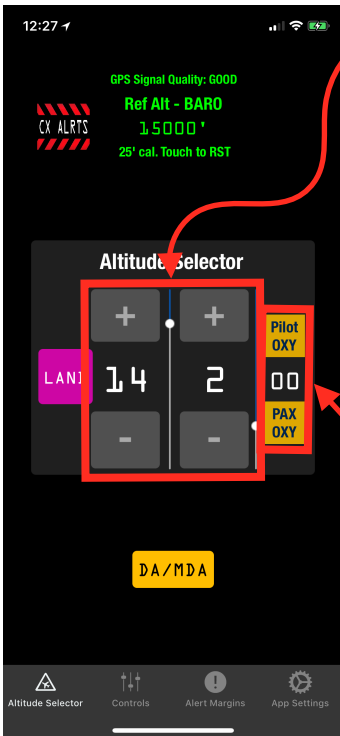 12:27
GPS Signal Quality: GOOD
Ref Alt - BARO
CX ALRTS
15000'
25' cal. Touch to RST
Altitude Selector
+ +
Pilot
OXY
LAND 14 2 00
PAX
OXY
- -
DA/MDA
Altitude Selector Controls Alert Margins App Settings